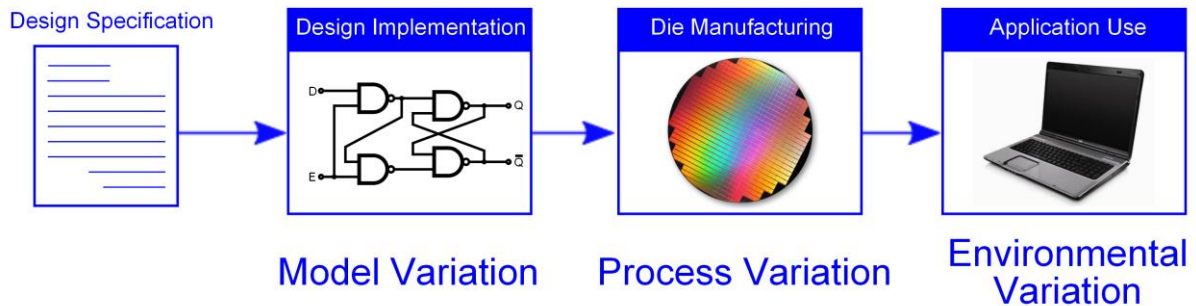 Design Specification
Design Implementation
Die Manufacturing
Application Use
D
E
Q
Q̅
Model Variation
Process Variation
Environmental
Variation